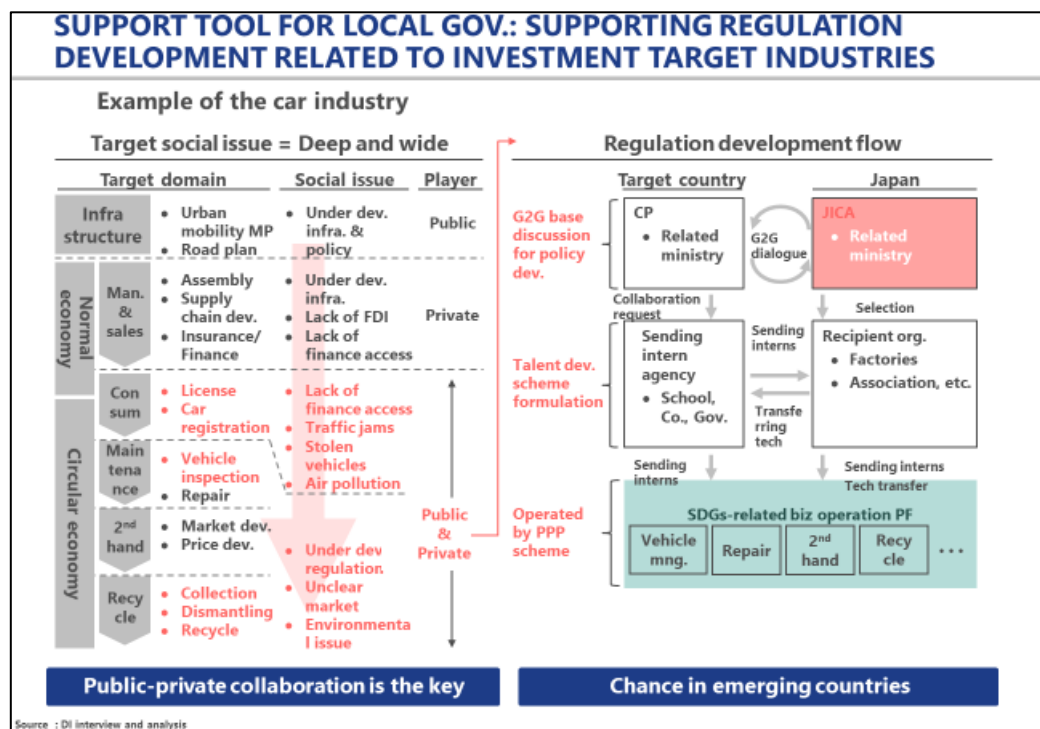 SUPPORT TOOL FOR LOCAL GOV.: SUPPORTING REGULATION
DEVELOPMENT RELATED TO INVESTMENT TARGET INDUSTRIES
Example of the car industry
Target social issue = Deep and wide
Target domain
Social issue
Player
Infra
structure
• Urban
mobility MP
• Road plan
• Under dev.
infra. &
policy
Public
Normal
economy
Man.
& 
sales
• Assembly
• Supply
chain dev.
• Insurance/
Finance
• Under dev.
infra.
• Lack of FDI
• Lack of
finance access
Private
Circular economy
Con
sum
• License
• Car
registration
• Lack of
finance access
• Traffic jams
• Stolen
vehicles
• Air pollution
Main
tena
nce
• Vehicle
inspection
• Repair
2nd
hand
• Market dev.
• Price dev.
Public
&
Private
• Under dev
regulation
• Unclear
market
• Environmenta
l issue
Recy
cle
• Collection
• Dismantling
• Recycle
Public-private collaboration is the key
Regulation development flow
Target country
Japan
G2G base
discussion
for policy
dev.
CP
• Related
ministry
G2G
dialogue
JICA
• Related
ministry
Collaboration
request
Selection
Talent dev.
scheme
formulation
Sending
intern
agency
• School,
Co., Gov.
Sending
interns
Transfe
rring
tech
Recipient org.
• Factories
• Association, etc.
Sending
interns
Sending interns
Tech transfer
Operated
by PPP
scheme
SDGs-related biz operation PF
Vehicle
mng.
Repair
2nd
hand
Recy
cle
...
Chance in emerging countries
Source : DI interview and analysis